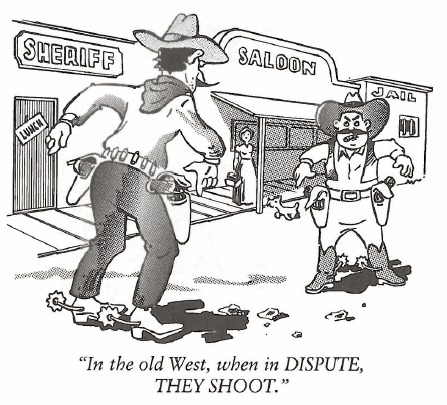 SHERIFF
SALOON
JAIL
LUNCH
“In the old West, when in DISPUTE,
THEY SHOOT.”